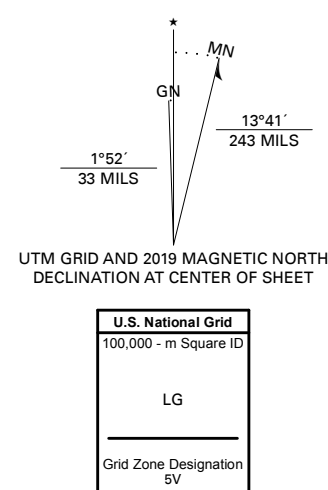 ★
MN
GN
13°41´
243 MILS
1°52´
33 MILS
UTM GRID AND 2019 MAGNETIC NORTH
DECLINATION AT CENTER OF SHEET
U.S. National Grid
100,000 - m Square ID
LG
Grid Zone Designation
5V